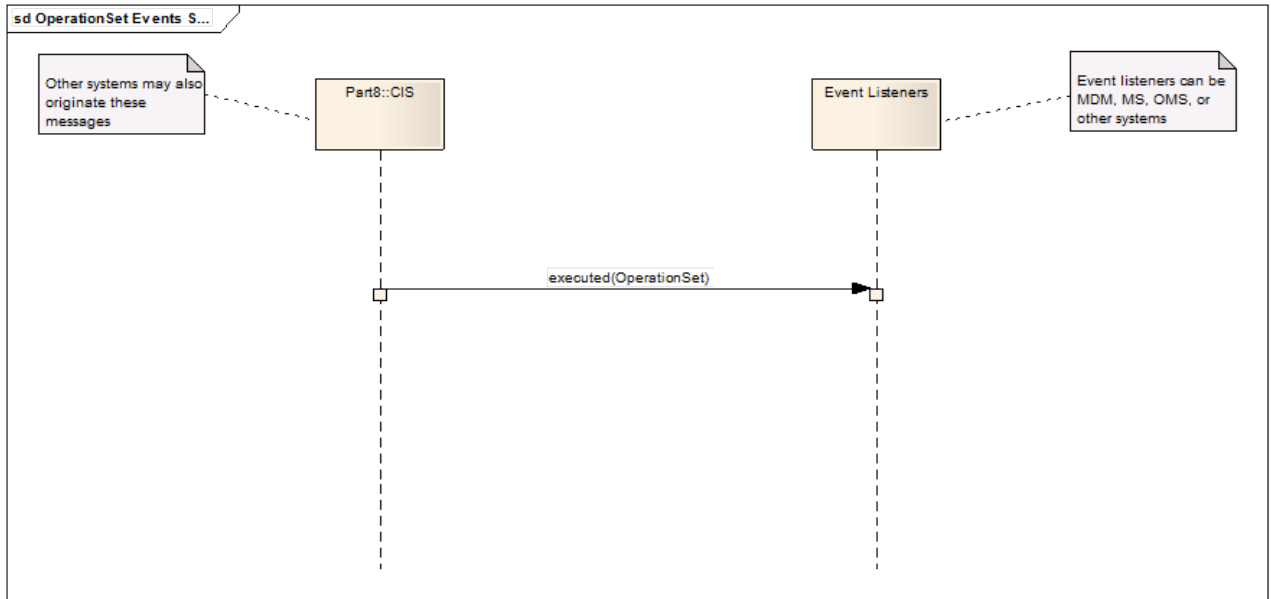 sd OperationSet Events S...
Other systems may also
originate these
messages
Part8::CIS
Event Listeners
Event listeners can be
MDM, MS, OMS, or
other systems
executed(OperationSet)